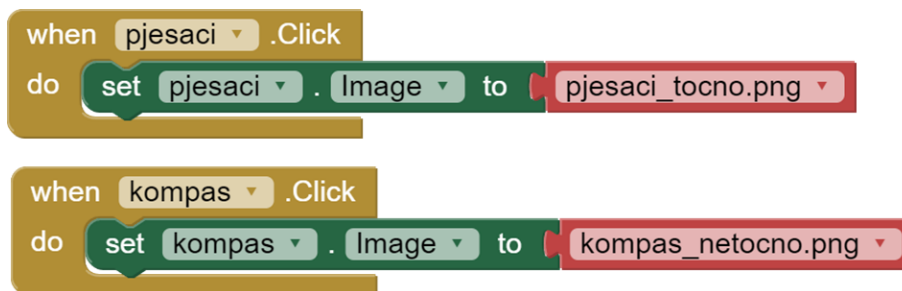 when pjesaci .Click
do set pjesaci . Image to pjesaci_tocno.png
when kompas .Click
do set kompas . Image to kompas_netocno.png